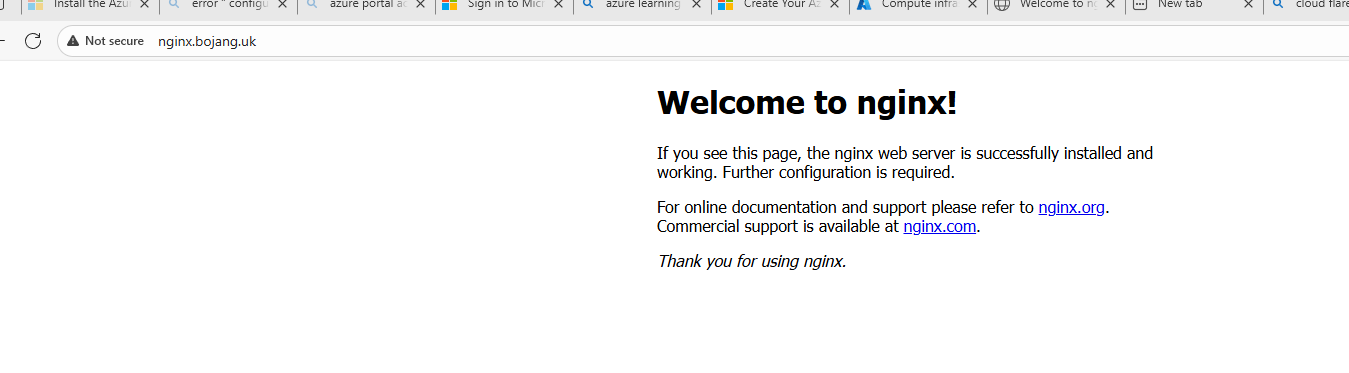 Install the Azu
error " configu
azure portal ac
Sign in to Mic
azure learning
Create Your Az
Compute infra
Welcome to ng
New tab
cloud flare
Not secure nginx.bojang.uk
Welcome to nginx!
If you see this page, the nginx web server is successfully installed and
working. Further configuration is required.
For online documentation and support please refer to nginx.org.
Commercial support is available at nginx.com.
Thank you for using nginx.